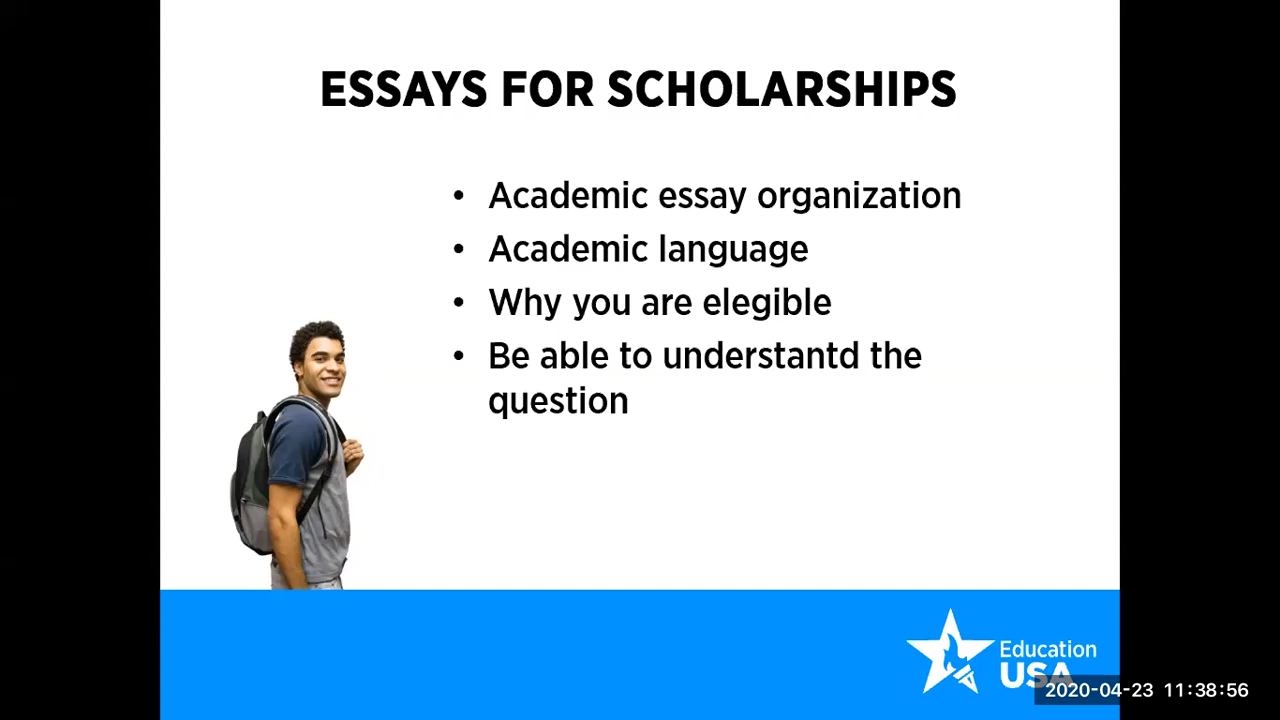 ESSAYS FOR SCHOLARSHIPS
• Academic essay organization
• Academic language
• Why you are elegible
• Be able to understantd the
question
Education
USA
2020-04-23 11:38:56